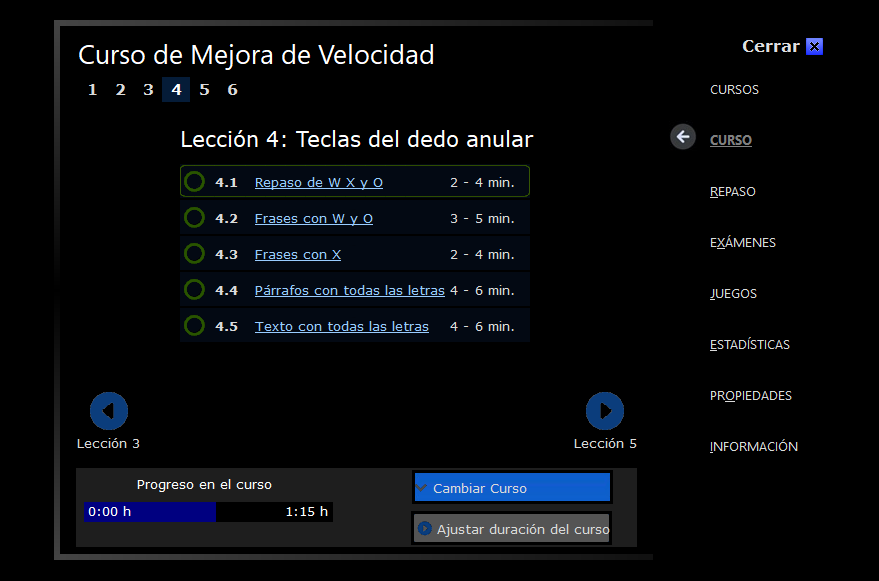 Curso de Mejora de Velocidad
1 2 3 4 5 6
Lección 4: Teclas del dedo anular
4.1 Repaso de W X y O 2 - 4 min.
4.2 Frases con W y O 3 - 5 min.
4.3 Frases con X 2 - 4 min.
4.4 Párrafos con todas las letras 4 - 6 min.
4.5 Texto con todas las letras 4 - 6 min.
Lección 3
Lección 5
Progreso en el curso
0:00 h 1:15 h
Cambiar Curso
Ajustar duración del curso
Cerrar
CURSOS
CURSO
REPASO
EXÁMENES
JUEGOS
ESTADÍSTICAS
PROPIEDADES
INFORMACIÓN